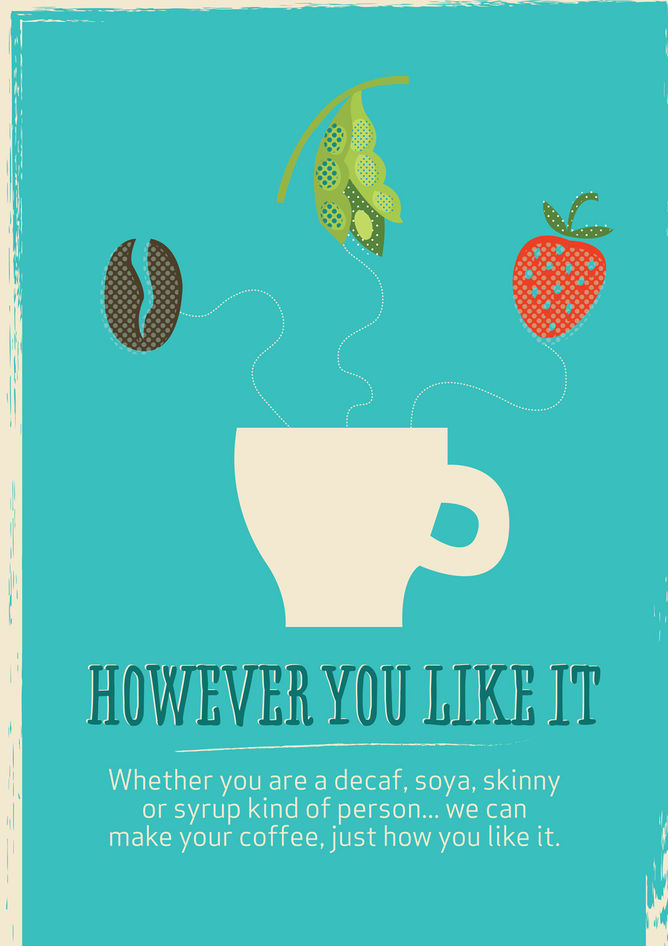 HOWEVER YOU LIKE IT
Whether you are a decaf, soya, skinny
or syrup kind of person... we can
make your coffee, just how you like it.